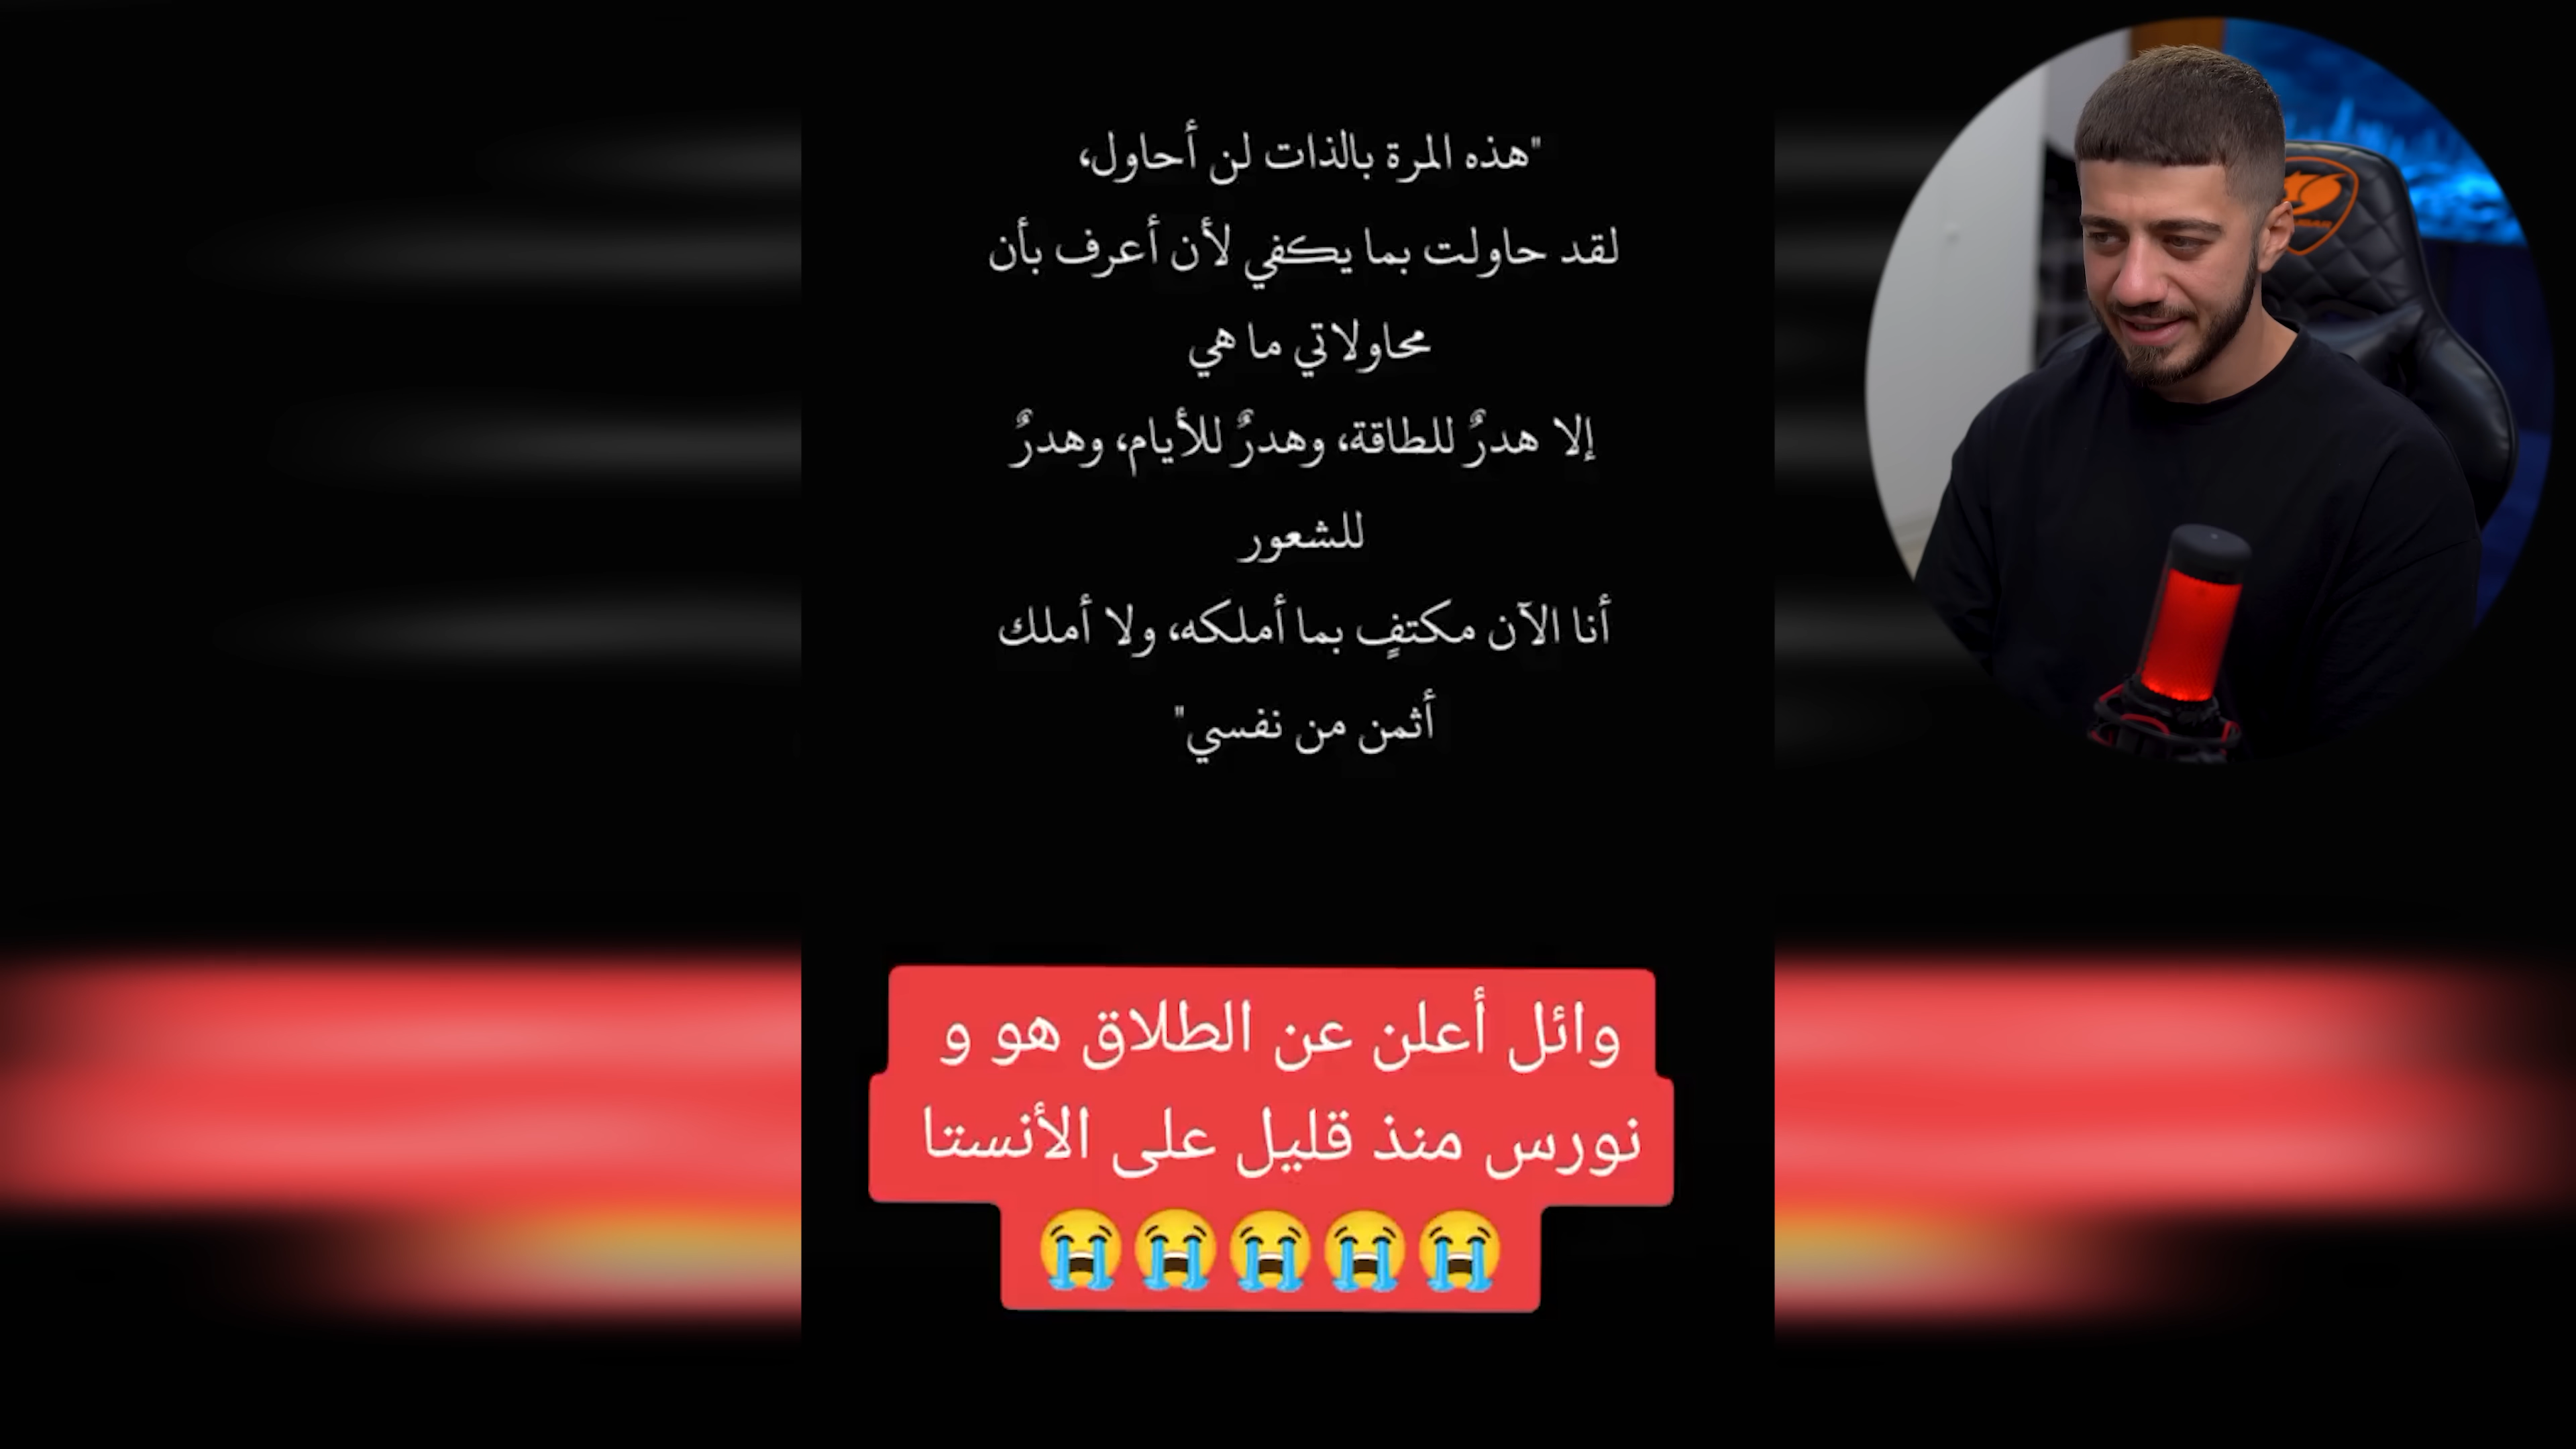 "هذه المرة بالذات لن أحاول،
لقد حاولت بما يكفي لأن أعرف بأن
محاولاتي ما هي
إلا هدرٌ للطاقة، وهدرٌ للأيام، وهدرٌ
للشعور
أنا الآن مكتفٍ بما أملكه، ولا أملك
أثمن من نفسي"
وائل أعلن عن الطلاق هو و
نورس منذ قليل على الأنستا
😭😭😭😭😭